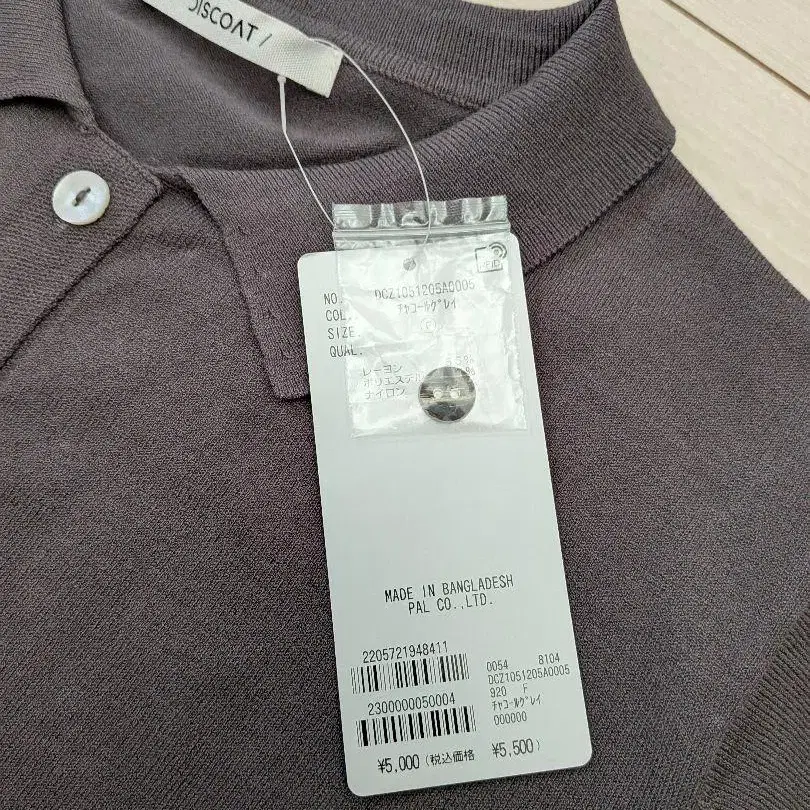 DISCOAT/
RFID
NO. DCZ1051205A0005
COL. ﾁｬｺｰﾙｸﾞﾚｲ
SIZE. F
QUAL.
レーヨン
ポリエステル
ナイロン
MADE IN BANGLADESH
PAL CO.,LTD.
2205721948411
2300000050004
0054 8104
DCZ1051205A0005
920 F
ﾁｬｺｰﾙｸﾞﾚｲ
000000
¥5,000 (税込価格 ¥5,500)